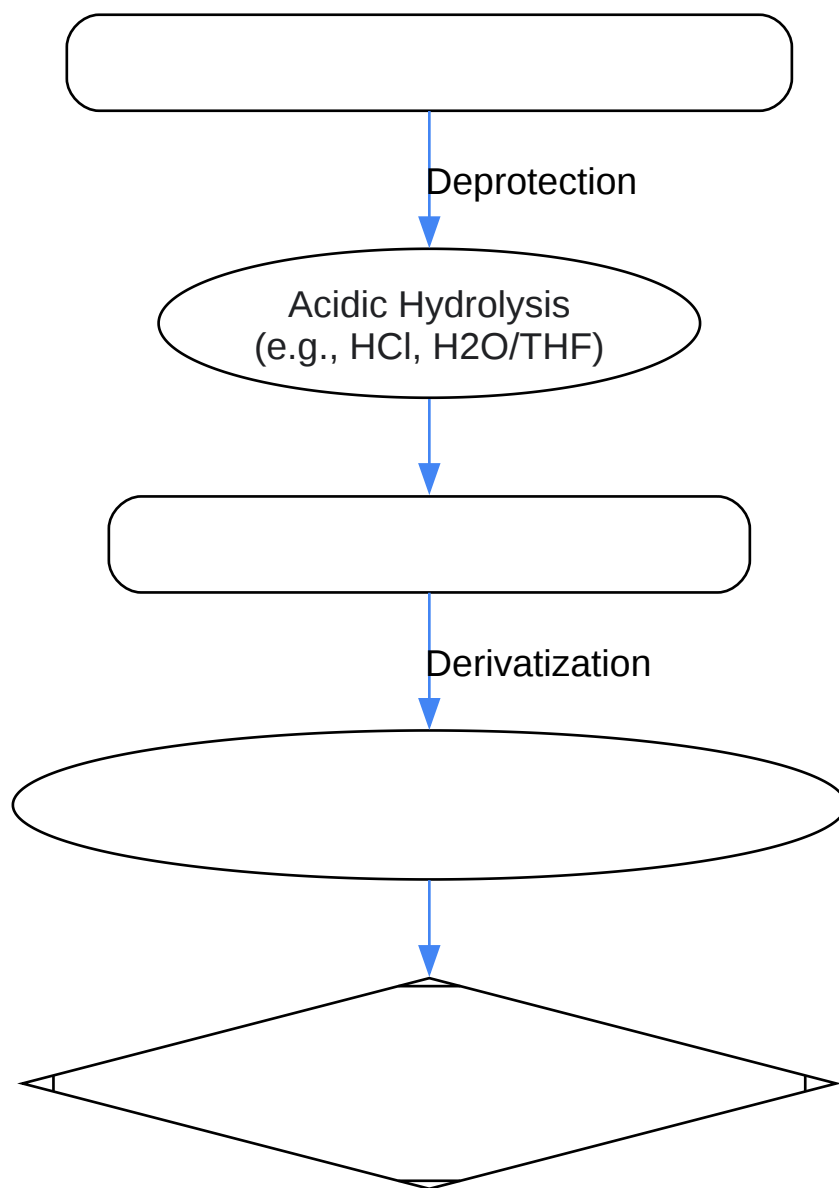 Deprotection
Acidic Hydrolysis
(e.g., HCl, H2O/THF)
Derivatization